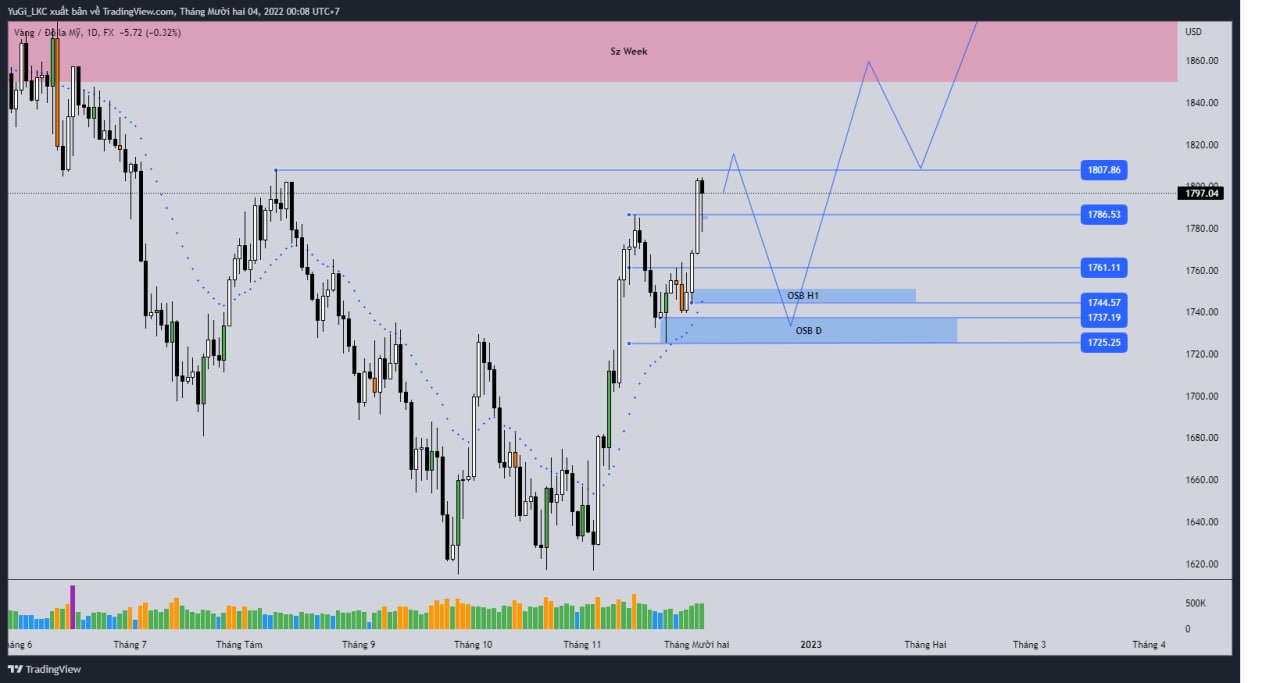 YuGi_LKC xuất bản về TradingView.com, Tháng Mười hai 04, 2022 00:08 UTC+7
Vàng / Đô la Mỹ, 1D, FX −5.72 (−0.32%)
USD
Sz Week
1860.00
1840.00
1820.00
1807.86
1800.00
1797.04
1786.53
1780.00
1761.11
1760.00
OSB H1
1744.57
1740.00
1737.19
OSB D
1725.25
1720.00
1700.00
1680.00
1660.00
1640.00
1620.00
500K
0
áng 6 Tháng 7 Tháng Tám Tháng 9 Tháng 10 Tháng 11 Tháng Mười hai 2023 Tháng Hai Tháng 3 Tháng 4
TradingView